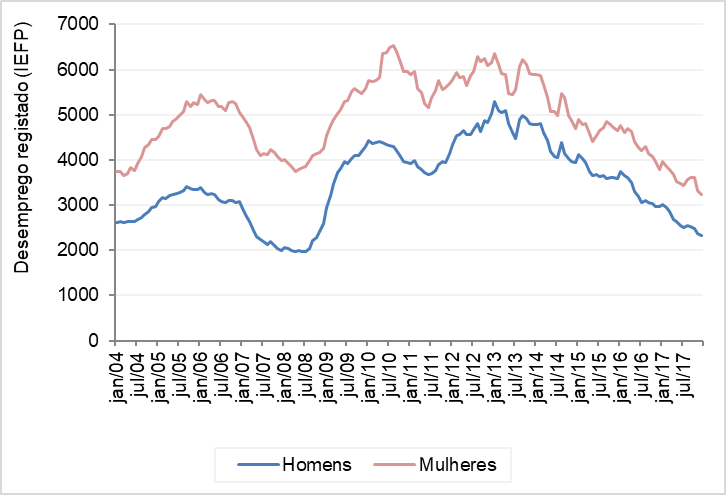 Desemprego registado (IEFP)
7000
6000
5000
4000
3000
2000
1000
0
jan/04
jul/04
jan/05
jul/05
jan/06
jul/06
jan/07
jul/07
jan/08
jul/08
jan/09
jul/09
jan/10
jul/10
jan/11
jul/11
jan/12
jul/12
jan/13
jul/13
jan/14
jul/14
jan/15
jul/15
jan/16
jul/16
jan/17
jul/17
Homens
Mulheres